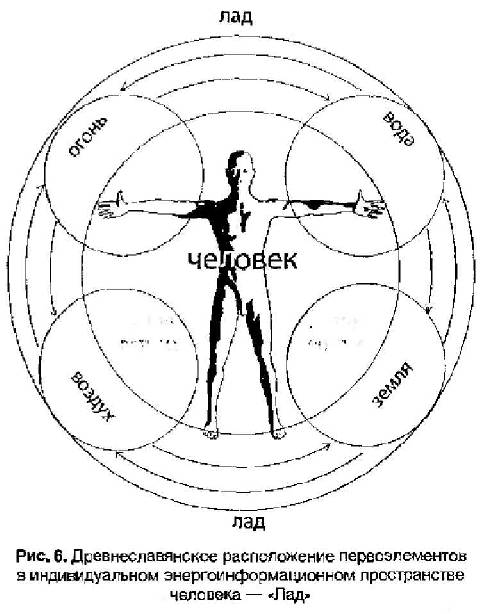 лад
огонь
вода
человек
воздух
земля
лад
Рис. 6. Древнеславянское расположение первоэлементов
в индивидуальном энергоинформационном пространстве
человека — «Лад»